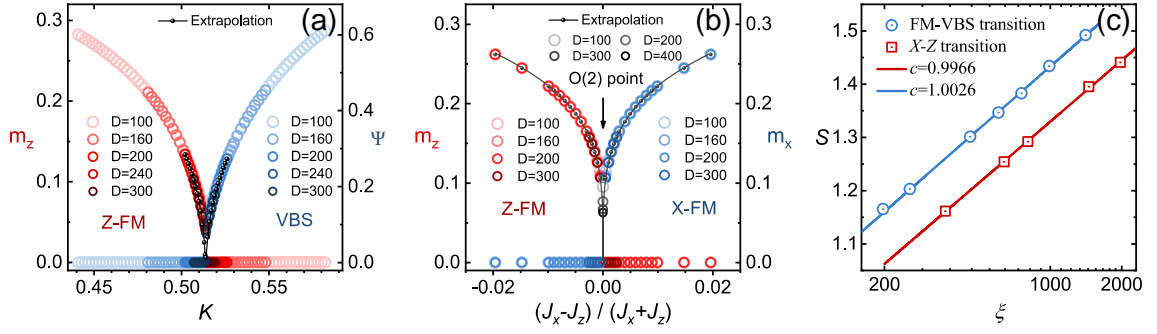 (a)
Extrapolation
0.3
0.2
0.1
0.0
m_z
D=100
D=160
D=200
D=240
D=300
Z-FM
D=100
D=160
D=200
D=240
D=300
VBS
0.6
0.4
0.2
0.0
Ψ
0.45
0.50
0.55
K
(b)
Extrapolation
D=100
D=200
D=300
D=400
O(2) point
0.3
0.2
0.1
0.0
m_z
D=100
D=160
D=200
D=300
Z-FM
D=100
D=160
D=200
D=300
X-FM
0.3
0.2
0.1
0.0
m_x
-0.02
-0.01
0.00
0.01
0.02
(J_x-J_z) / (J_x+J_z)
(c)
FM-VBS transition
X-Z transition
c=0.9966
c=1.0026
1.5
1.4
1.3
1.2
1.1
S
200
1000
2000
ξ